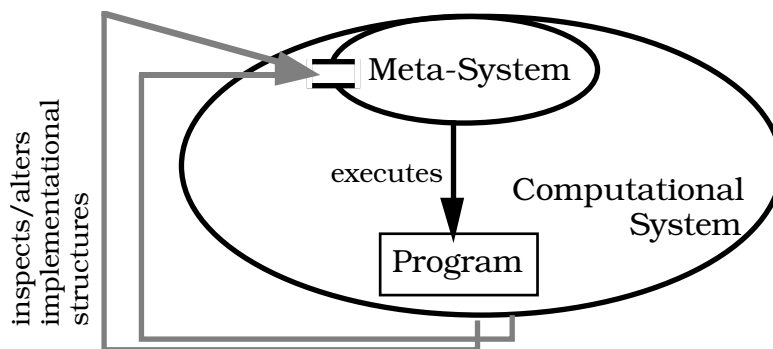 Meta-System
executes
Computational
System
Program
inspects/alters
implementational
structures